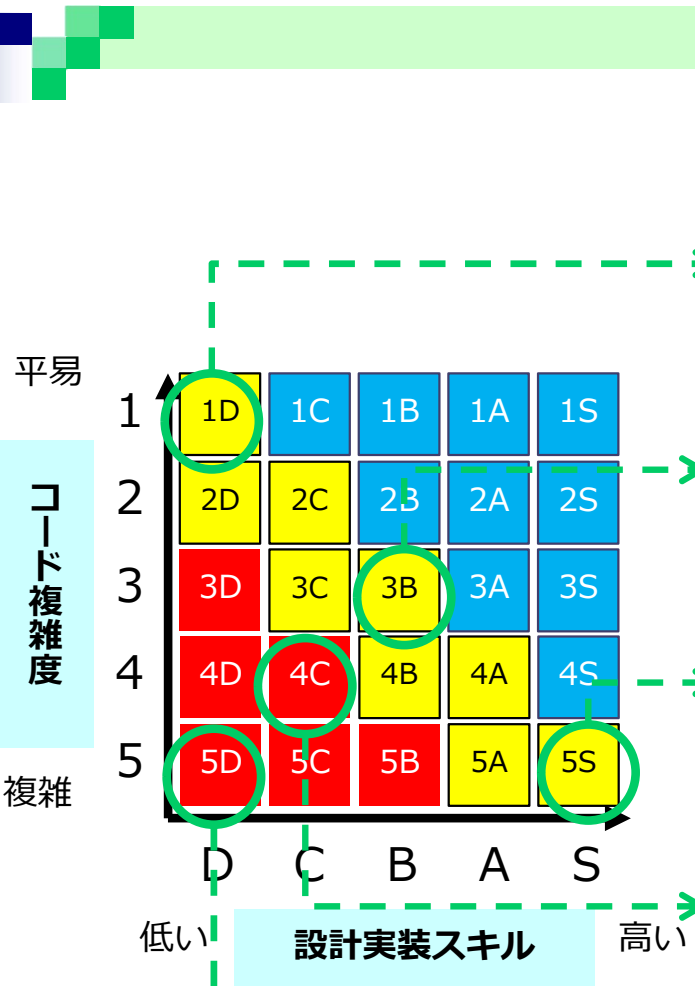 平易
1 1D 1C 1B 1A 1S
2 2D 2C 2B 2A 2S
3 3D 3C 3B 3A 3S
4 4D 4C 4B 4A 4S
5 5D 5C 5B 5A 5S
コード複雑度
複雑
D C B A S
低い 設計実装スキル 高い